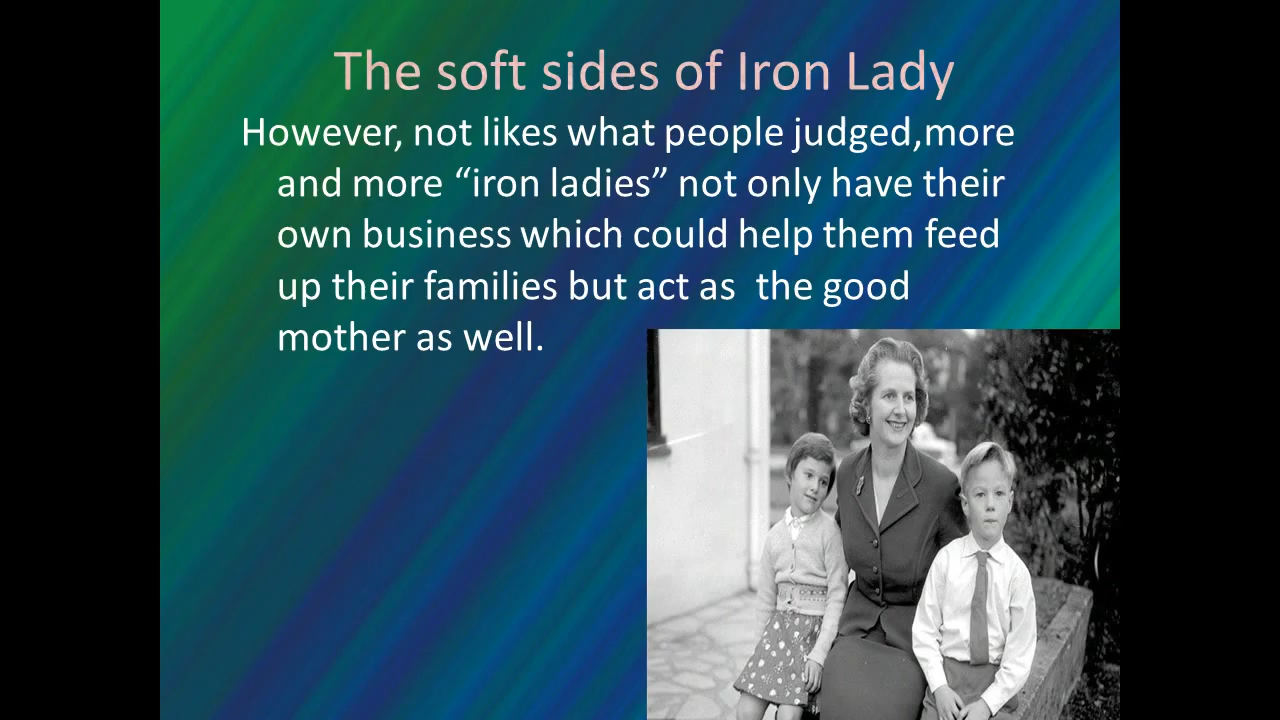 The soft sides of Iron Lady
However, not likes what people judged,more
and more “iron ladies” not only have their
own business which could help them feed
up their families but act as  the good
mother as well.